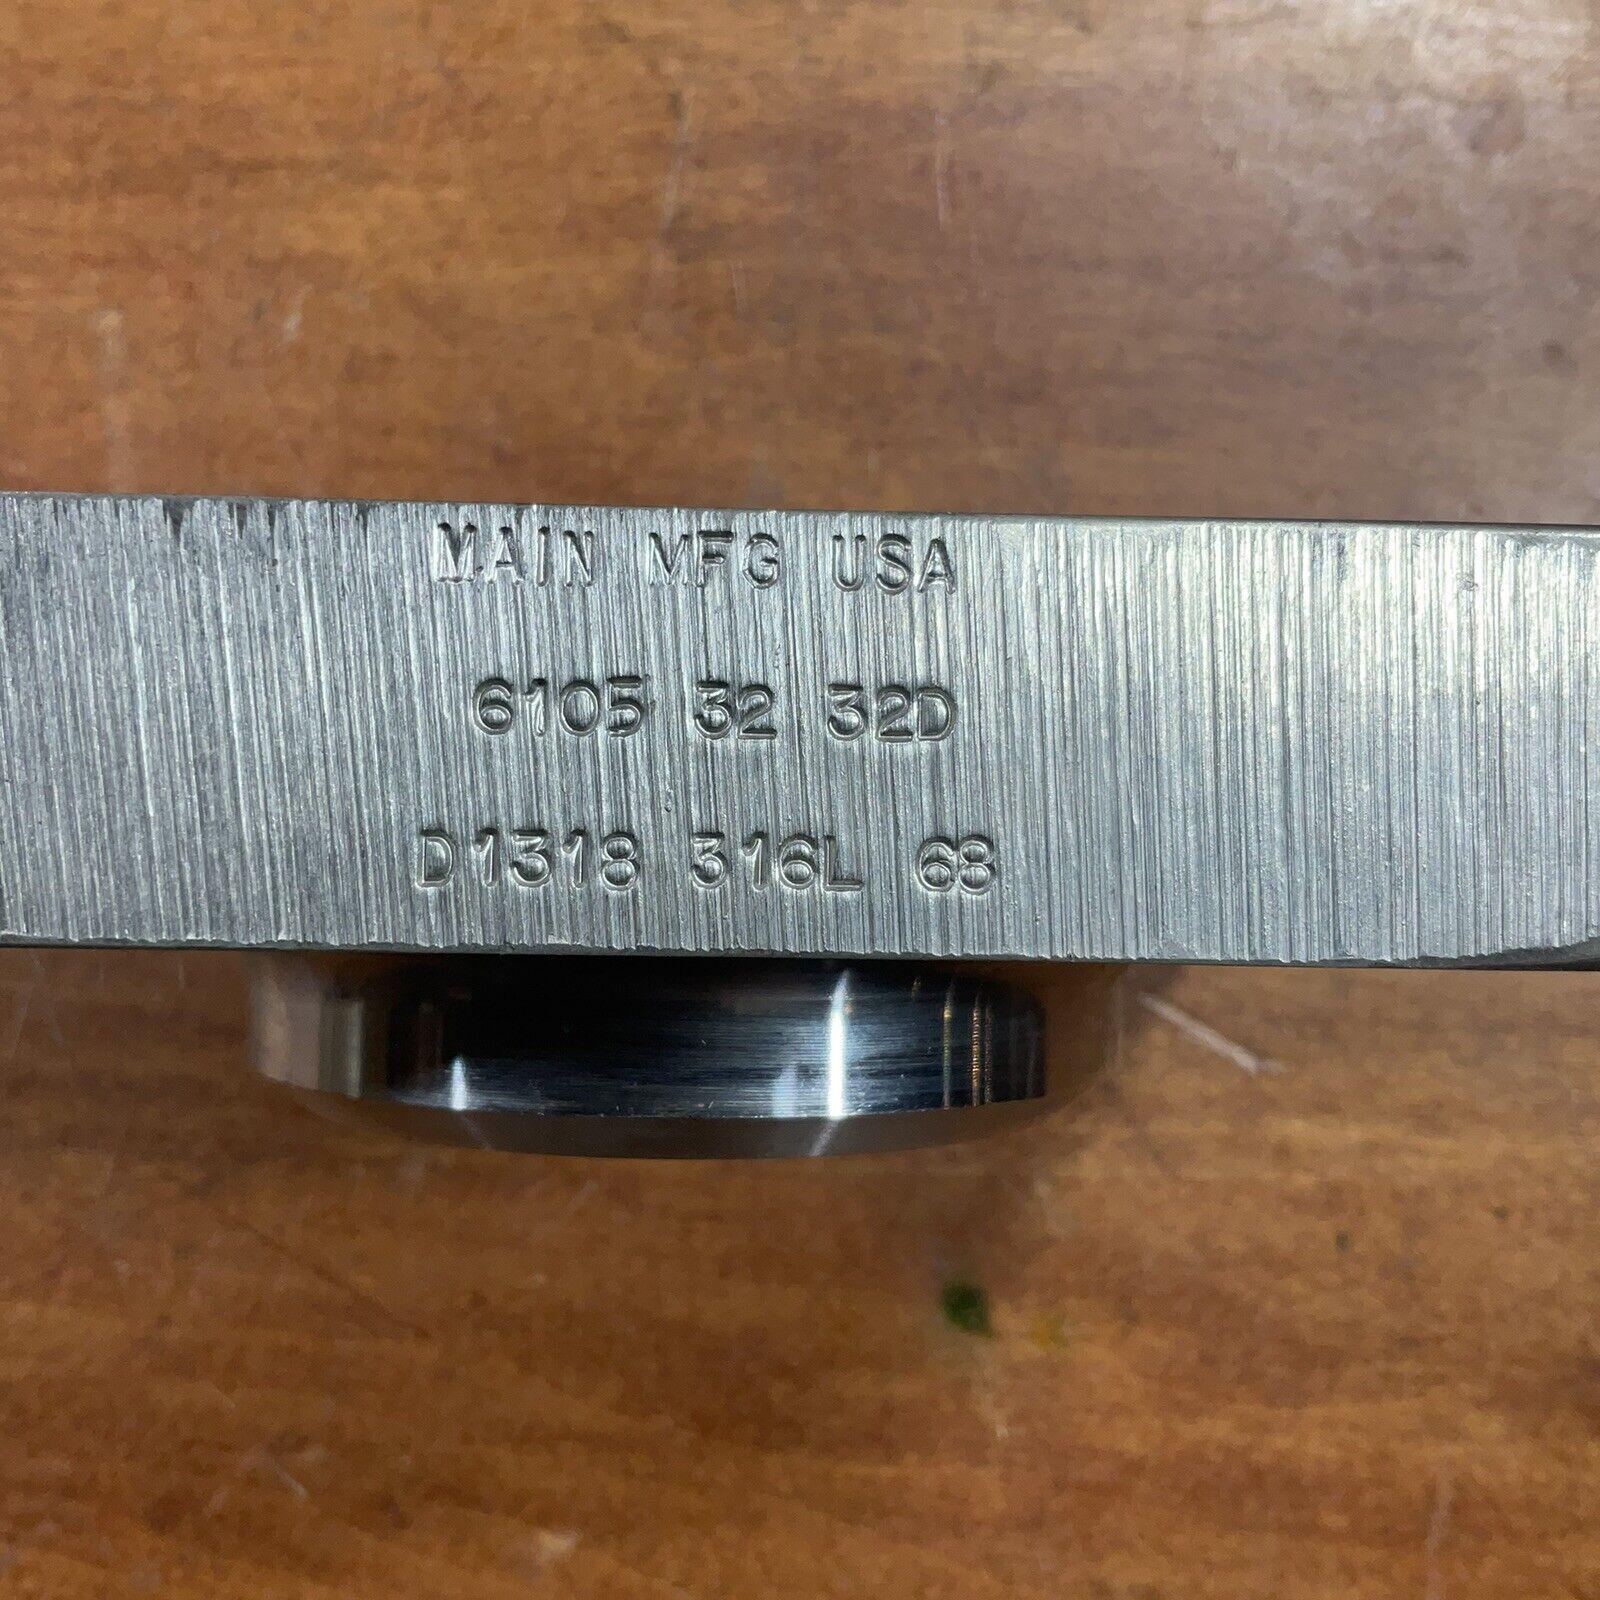 MAIN MFG USA
6105 32 32D
D1318 316L 68